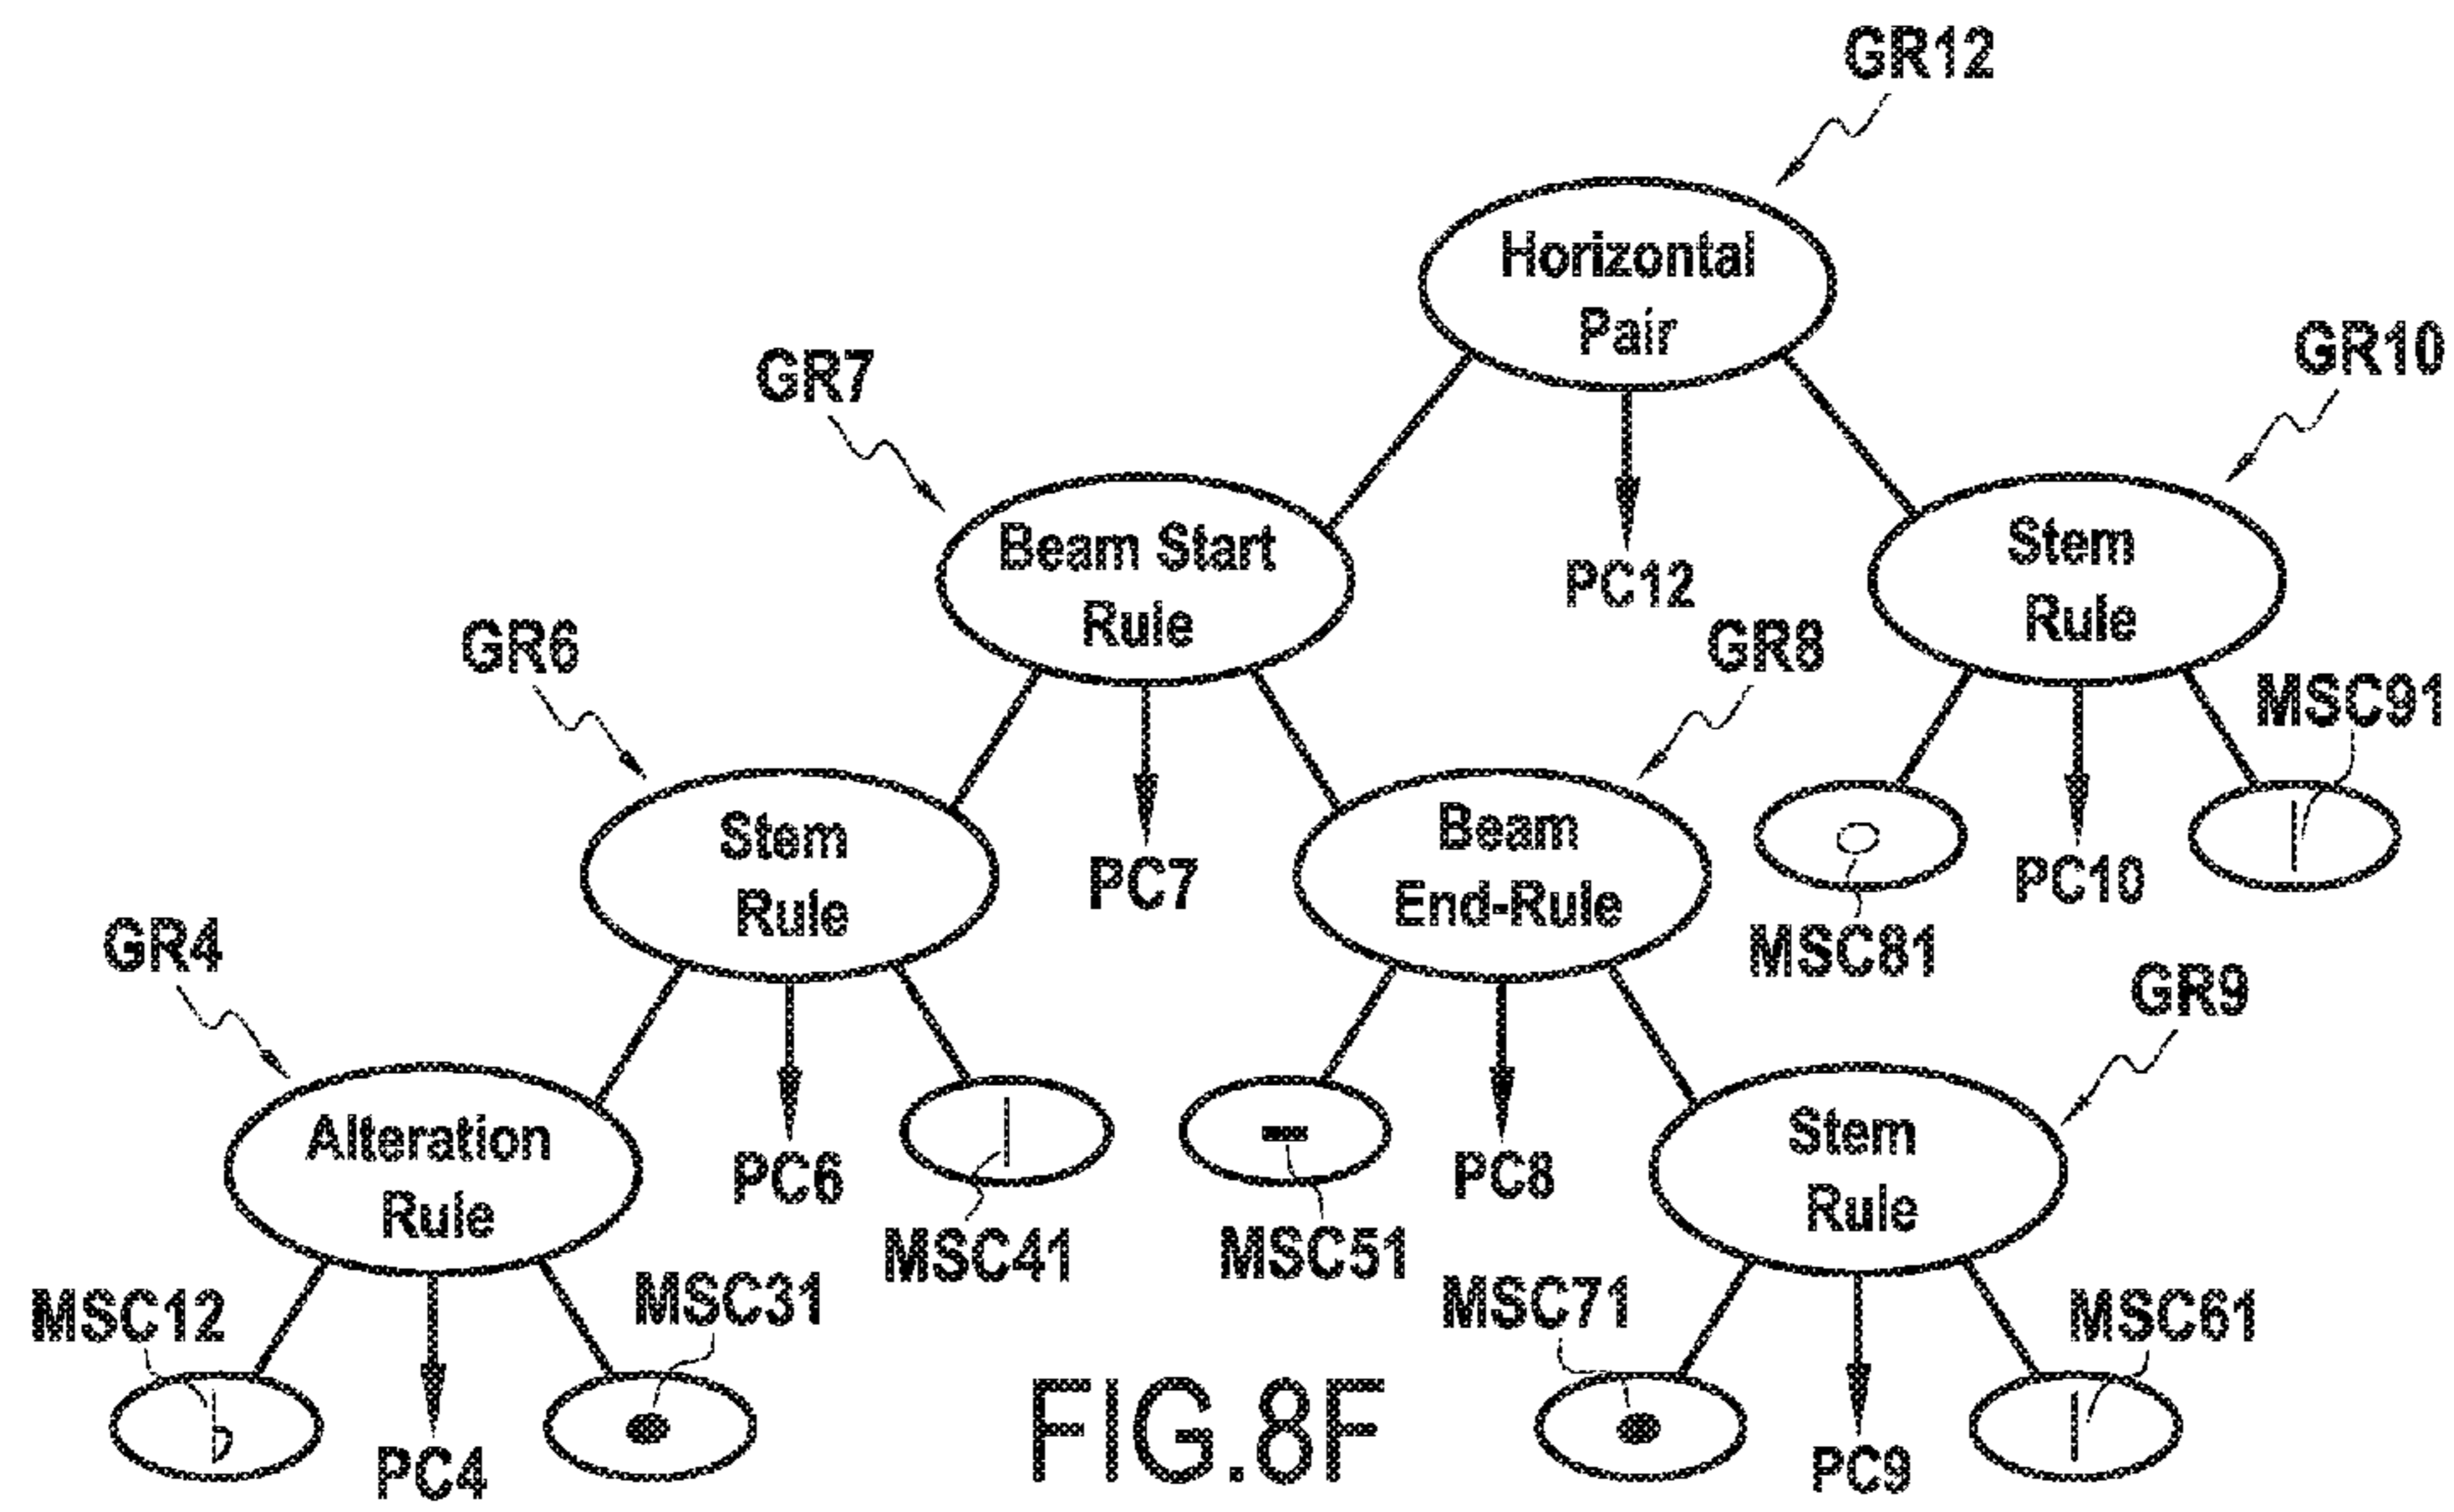 GR12
Horizontal
Pair
GR10
GR7
Beam Start
Rule
PC12
Stem
Rule
GR6
GR8
MSC91
Stem
Rule
PC7
Beam
End-Rule
PC10
MSC81
GR4
GR9
Alteration
Rule
PC6
MSC41
MSC51
PC8
Stem
Rule
MSC12
MSC31
MSC71
MSC61
PC4
PC9
FIG.8F